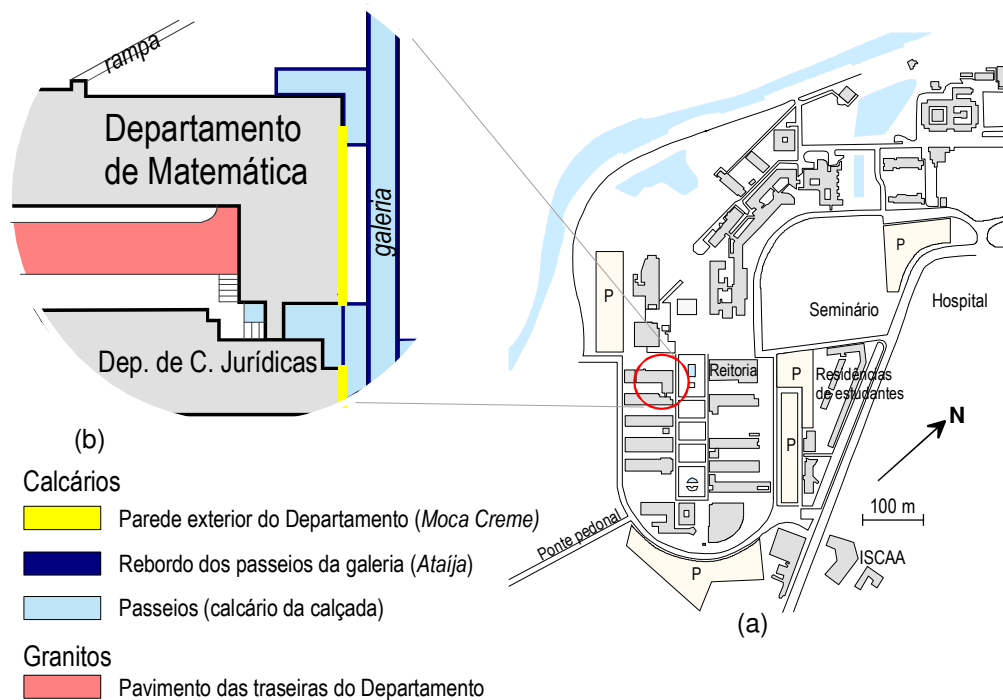 rampa
Departamento
de Matemática
galeria
Dep. de C. Jurídicas
(b)
Calcários
Parede exterior do Departamento (Moca Creme)
Rebordo dos passeios da galeria (Ataíja)
Passeios (calcário da calçada)
Granitos
Pavimento das traseiras do Departamento
P
Seminário
Hospital
P
Reitoria
P
Residências
de estudantes
P
N
100 m
Ponte pedonal
P
ISCAA
(a)